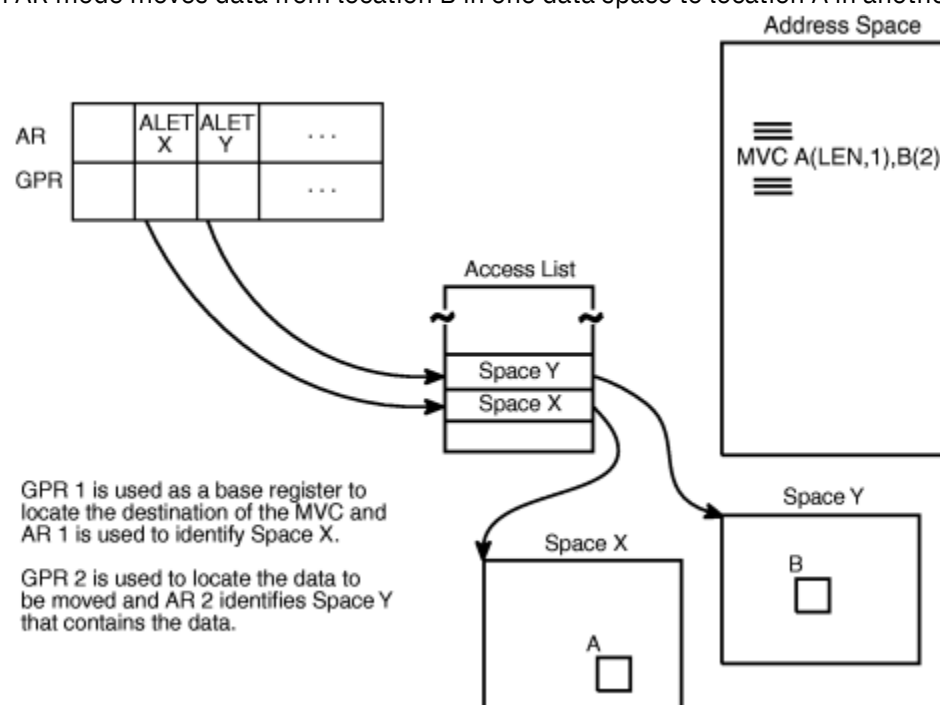 AR mode moves data from location B in one data space to location A in another
Address Space
AR
ALET X
ALET Y
. . .
GPR
. . .
MVC A(LEN,1),B(2)
Access List
Space Y
Space X
GPR 1 is used as a base register to
locate the destination of the MVC and
AR 1 is used to identify Space X.
GPR 2 is used to locate the data to
be moved and AR 2 identifies Space Y
that contains the data.
Space X
A
Space Y
B